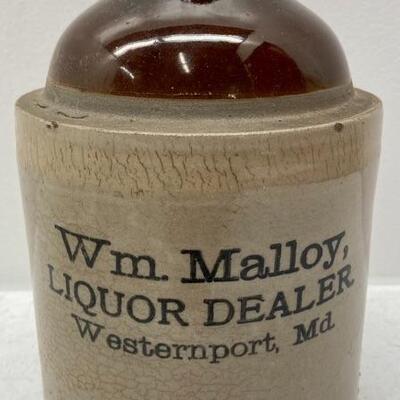 Wm. Malloy,
LIQUOR DEALER
Westernport, Md